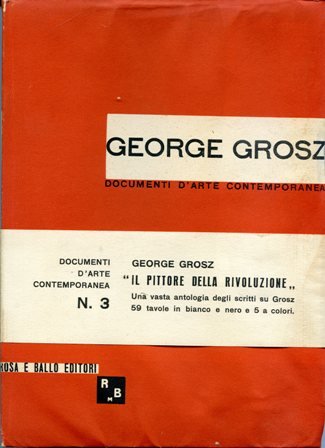 GEORGE GROSZ
DOCUMENTI D'ARTE CONTEMPORANEA
DOCUMENTI
D'ARTE
CONTEMPORANEA
N. 3
GEORGE GROSZ
"IL PITTORE DELLA RIVOLUZIONE„
Una vasta antologia degli scritti su Grosz
59 tavole in bianco e nero e 5 a colori.
ROSA E BALLO EDITORI
R
B
M